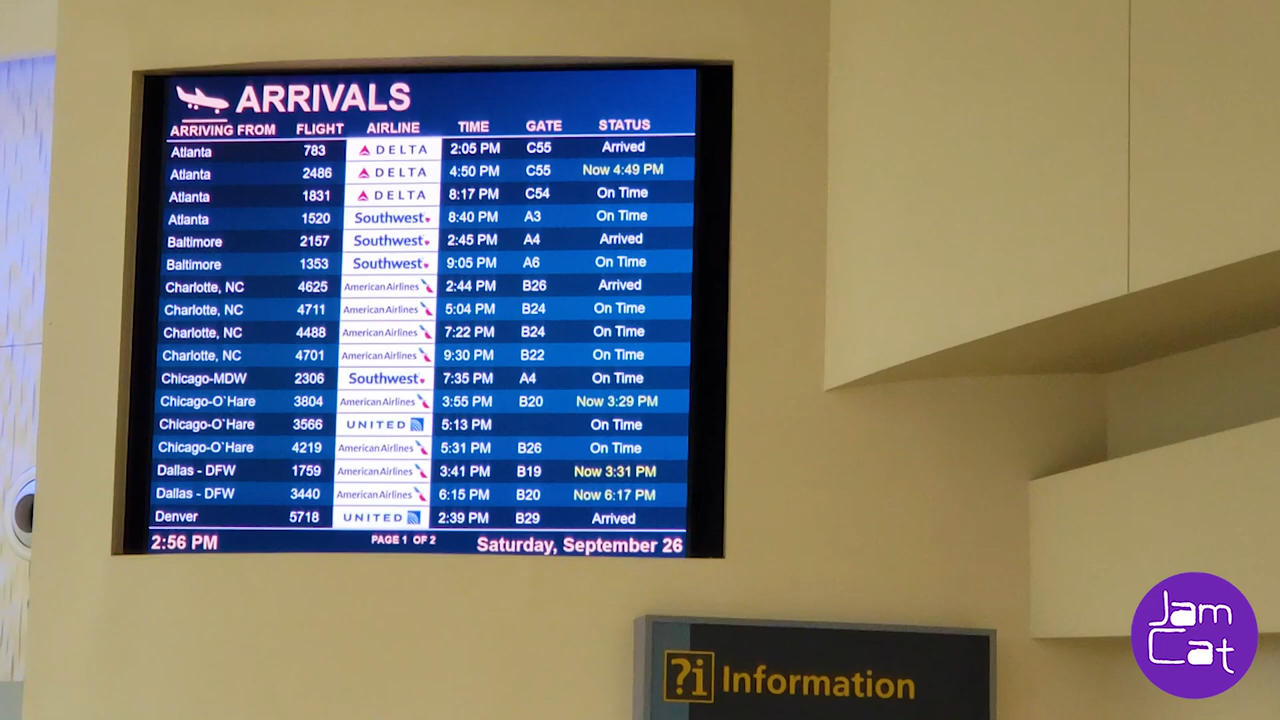 ARRIVALS
ARRIVING FROM FLIGHT AIRLINE TIME GATE STATUS
Atlanta 783 DELTA 2:05 PM C55 Arrived
Atlanta 2486 DELTA 4:50 PM C55 Now 4:49 PM
Atlanta 1831 DELTA 8:17 PM C54 On Time
Atlanta 1520 Southwest 8:40 PM A3 On Time
Baltimore 2157 Southwest 2:45 PM A4 Arrived
Baltimore 1353 Southwest 9:05 PM A6 On Time
Charlotte, NC 4625 American Airlines 2:44 PM B26 Arrived
Charlotte, NC 4711 American Airlines 5:04 PM B24 On Time
Charlotte, NC 4488 American Airlines 7:22 PM B24 On Time
Charlotte, NC 4701 American Airlines 9:30 PM B22 On Time
Chicago-MDW 2306 Southwest 7:35 PM A4 On Time
Chicago-O`Hare 3804 American Airlines 3:55 PM B20 Now 3:29 PM
Chicago-O`Hare 3566 UNITED 5:13 PM On Time
Chicago-O`Hare 4219 American Airlines 5:31 PM B26 On Time
Dallas - DFW 1759 American Airlines 3:41 PM B19 Now 3:31 PM
Dallas - DFW 3440 American Airlines 6:15 PM B20 Now 6:17 PM
Denver 5718 UNITED 2:39 PM B29 Arrived
2:56 PM PAGE 1 OF 2 Saturday, September 26
?i Information
Jam
Cat